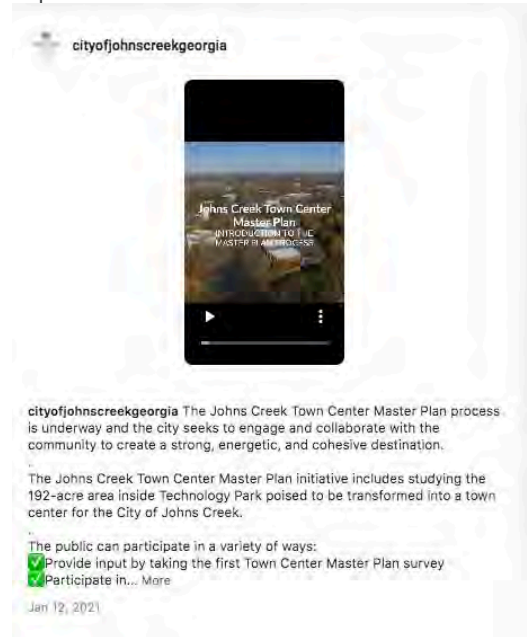 cityofjohnscreekgeorgia
Johns Creek Town Center
Master Plan
INTRODUCTION TO THE
MASTER PLAN PROCESS
cityofjohnscreekgeorgia The Johns Creek Town Center Master Plan process
is underway and the city seeks to engage and collaborate with the
community to create a strong, energetic, and cohesive destination.
.
The Johns Creek Town Center Master Plan initiative includes studying the
192-acre area inside Technology Park poised to be transformed into a town
center for the City of Johns Creek.
.
The public can participate in a variety of ways:
✅Provide input by taking the first Town Center Master Plan survey
✅Participate in... More
Jan 12, 2021